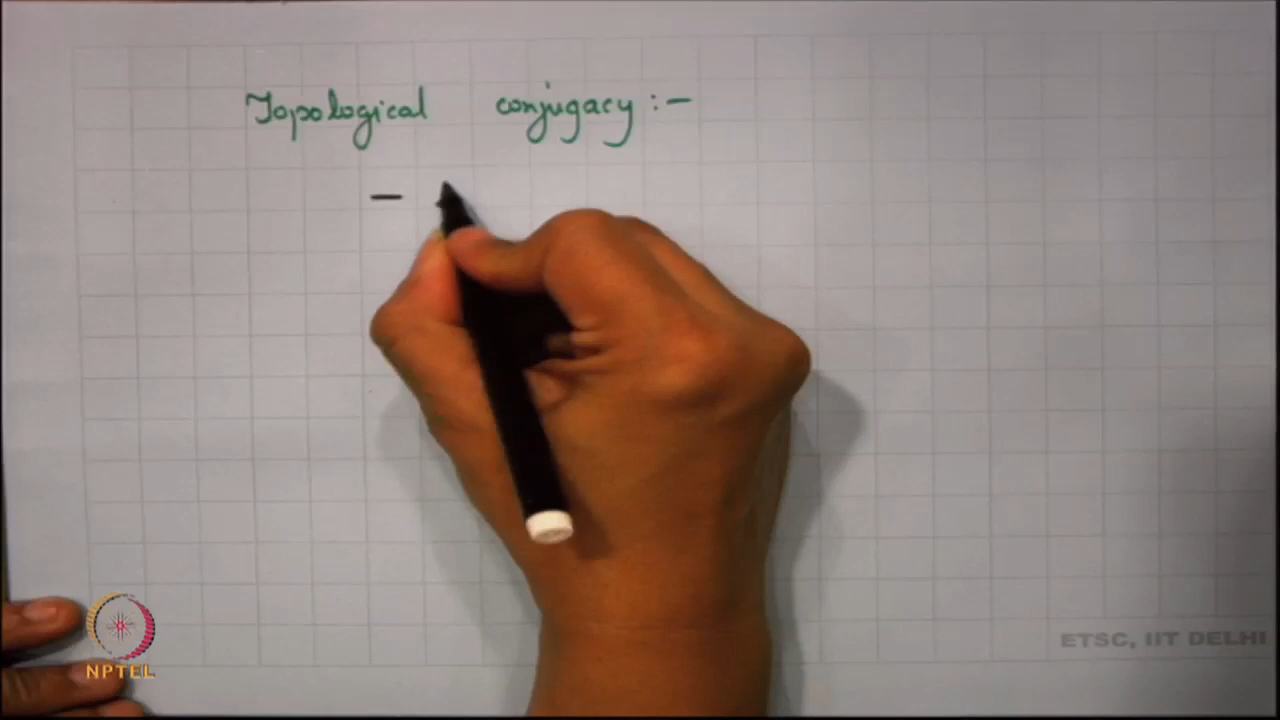 Topological conjugacy :-
—
NPTEL
ETSC, IIT DELHI